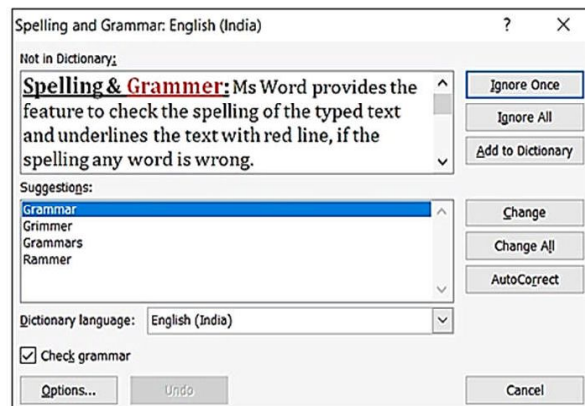 Spelling and Grammar: English (India) ? ×
Not in Dictionary:
Spelling & Grammer: Ms Word provides the
feature to check the spelling of the typed text
and underlines the text with red line, if the
spelling any word is wrong.
Ignore Once
Ignore All
Add to Dictionary
Suggestions:
Grammar
Grimmer
Grammars
Rammer
Change
Change All
AutoCorrect
Dictionary language: English (India)
Check grammar
Options... Undo Cancel